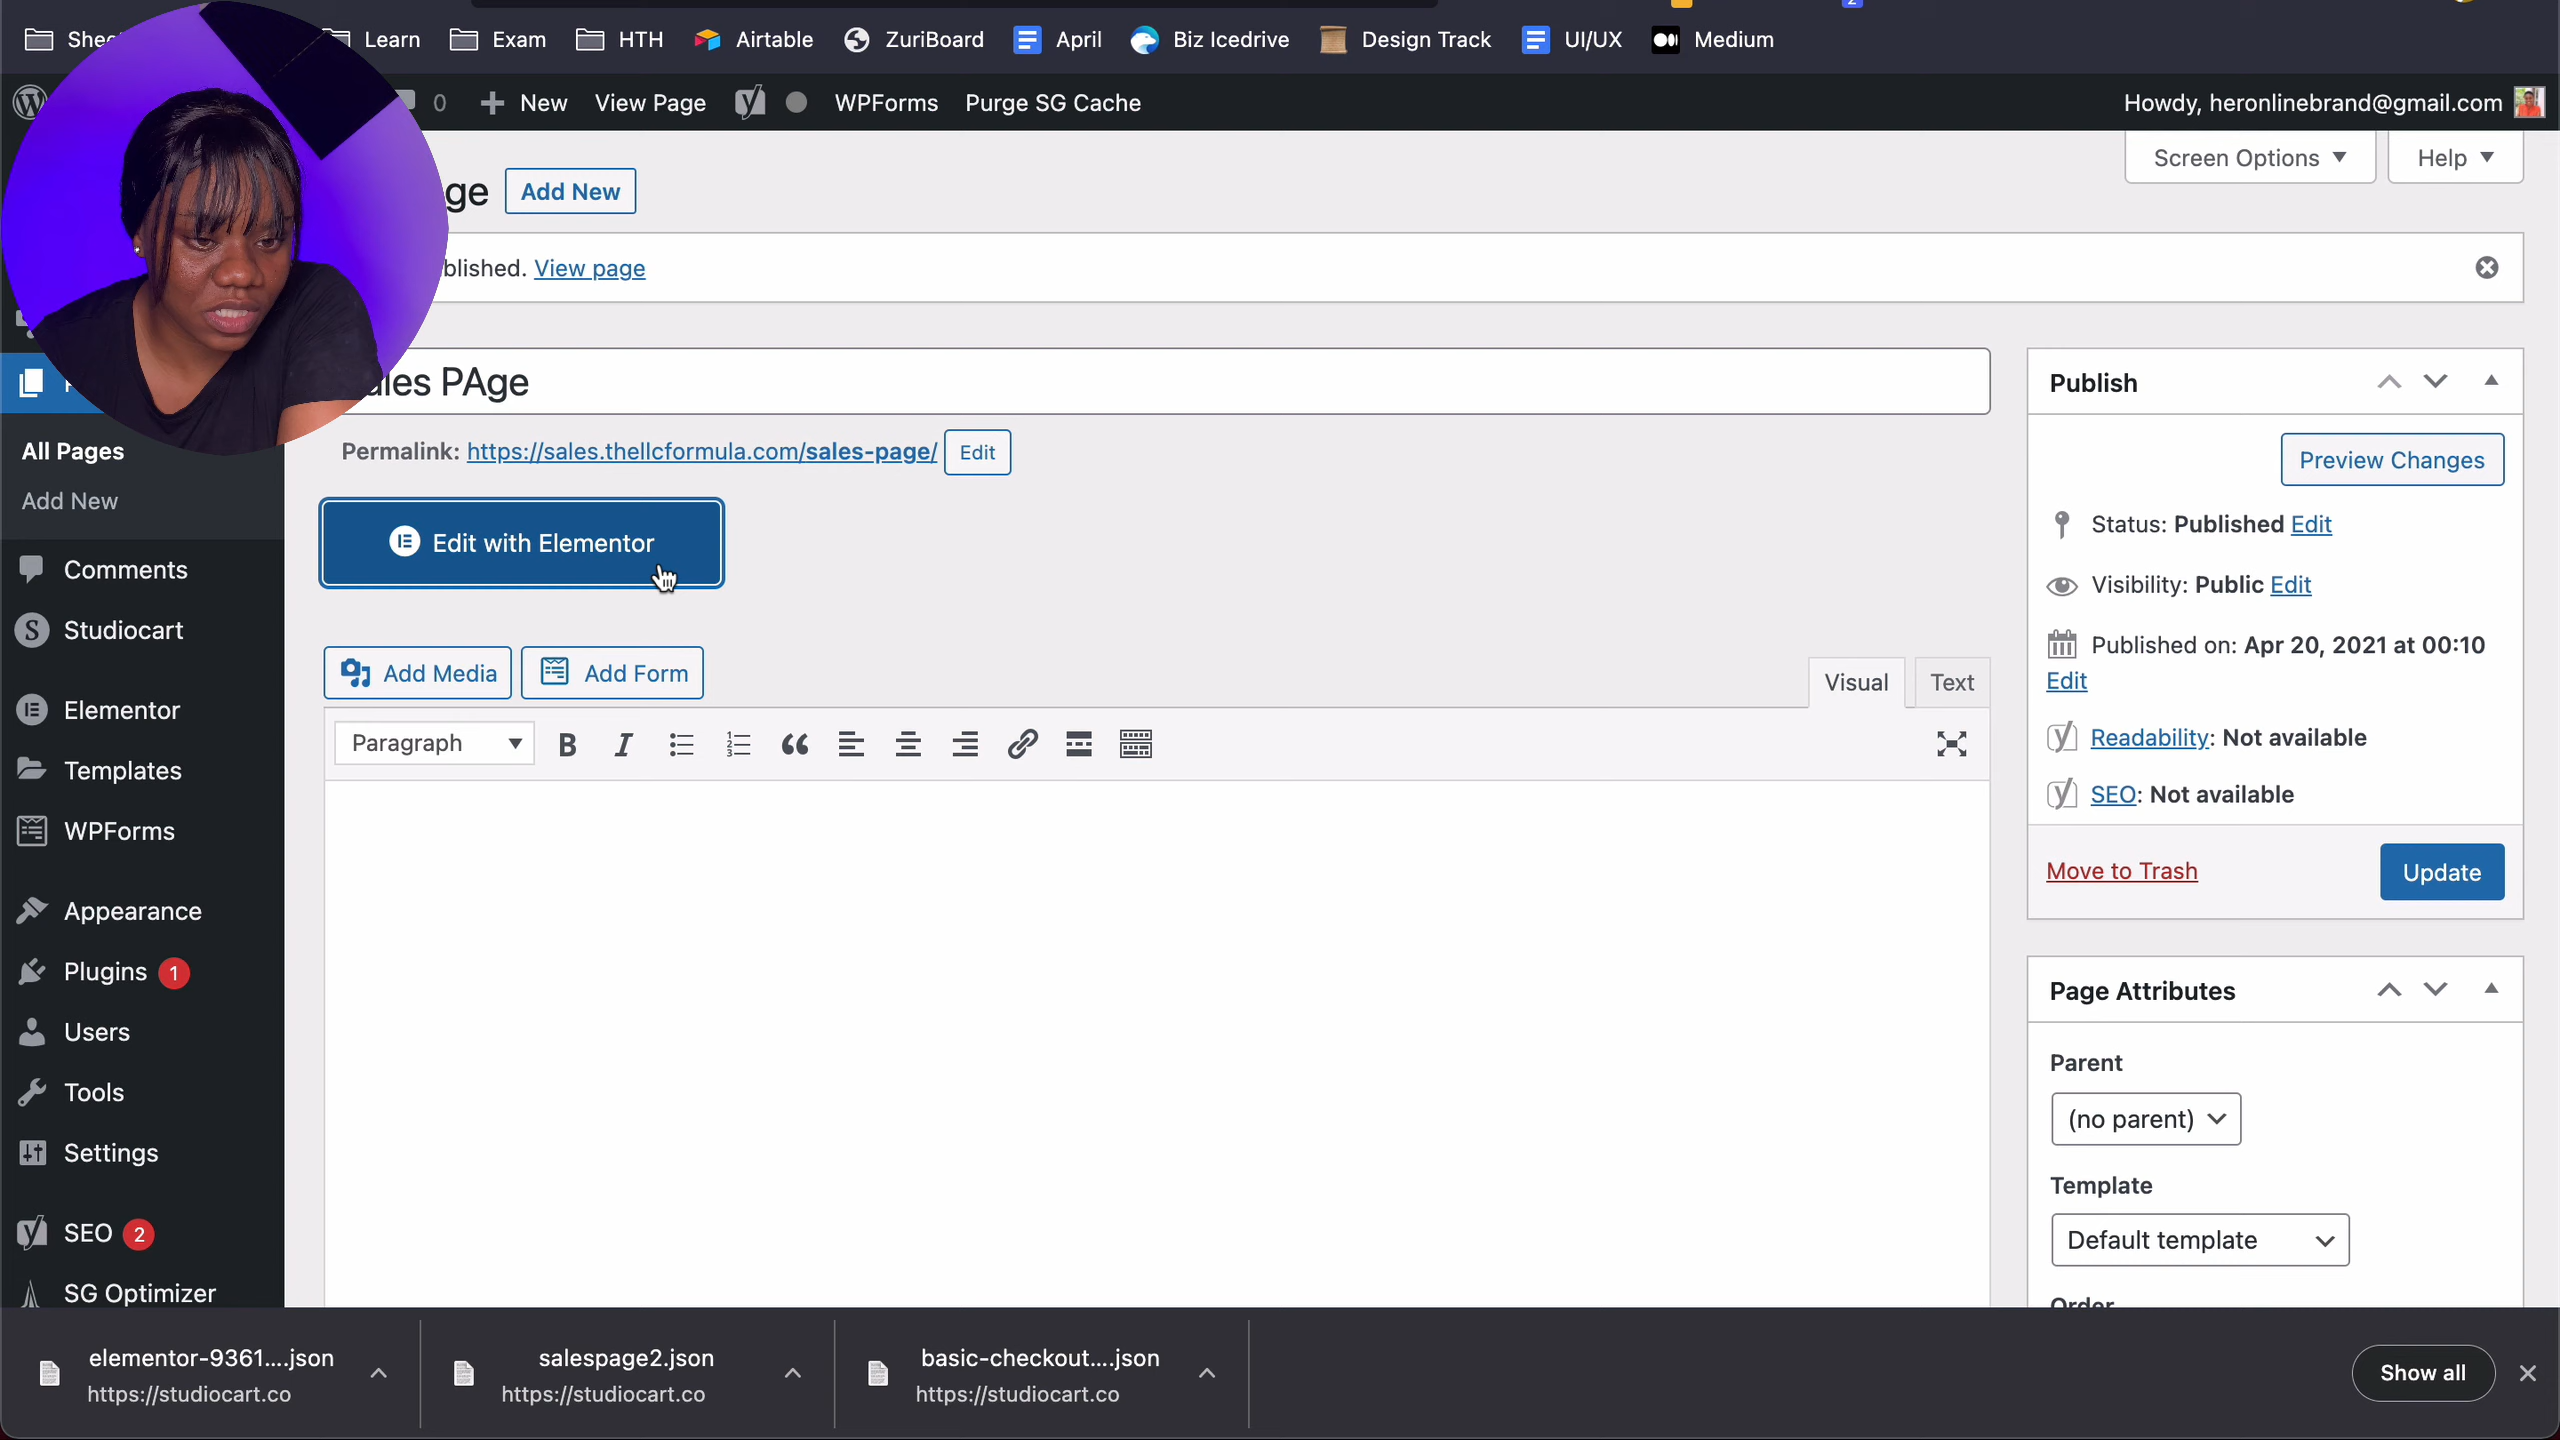 Learn
Exam
HTH
Airtable
ZuriBoard
April
Biz Icedrive
Design Track
UI/UX
Medium
0
New
View Page
WPForms
Purge SG Cache
Howdy, heronlinebrand@gmail.com
Screen Options
Help
ge
Add New
blished. View page
ales PAge
Permalink: https://sales.thellcformula.com/sales-page/
Edit
Edit with Elementor
Add Media
Add Form
Visual
Text
Paragraph
All Pages
Add New
Comments
Studiocart
Elementor
Templates
WPForms
Appearance
Plugins 1
Users
Tools
Settings
SEO 2
SG Optimizer
Publish
Preview Changes
Status: Published Edit
Visibility: Public Edit
Published on: Apr 20, 2021 at 00:10
Edit
Readability: Not available
SEO: Not available
Move to Trash
Update
Page Attributes
Parent
(no parent)
Template
Default template
Order
elementor-9361....json
https://studiocart.co
salespage2.json
https://studiocart.co
basic-checkout....json
https://studiocart.co
Show all